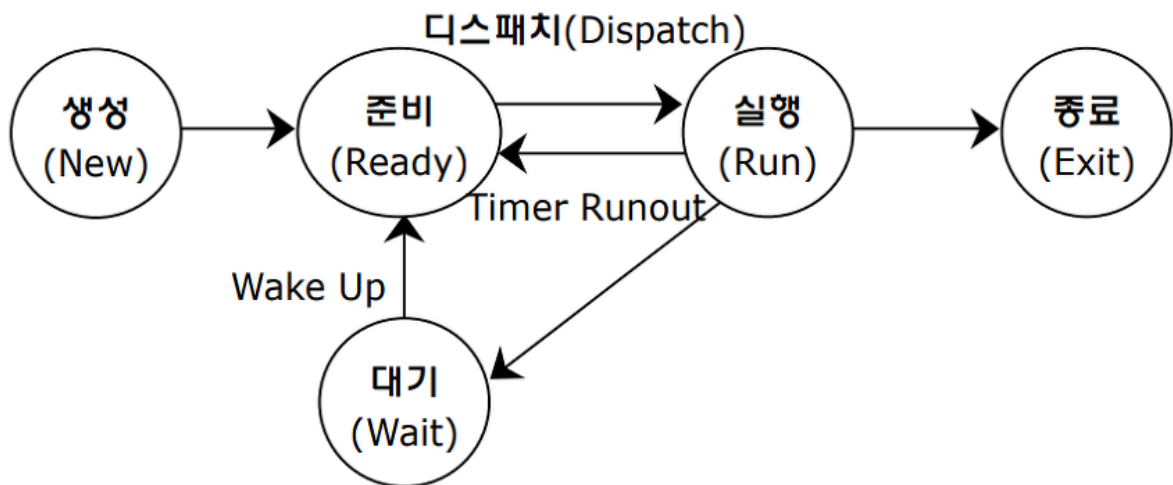 디스패치(Dispatch)
생성
(New)
준비
(Ready)
실행
(Run)
종료
(Exit)
Timer Runout
Wake Up
대기
(Wait)